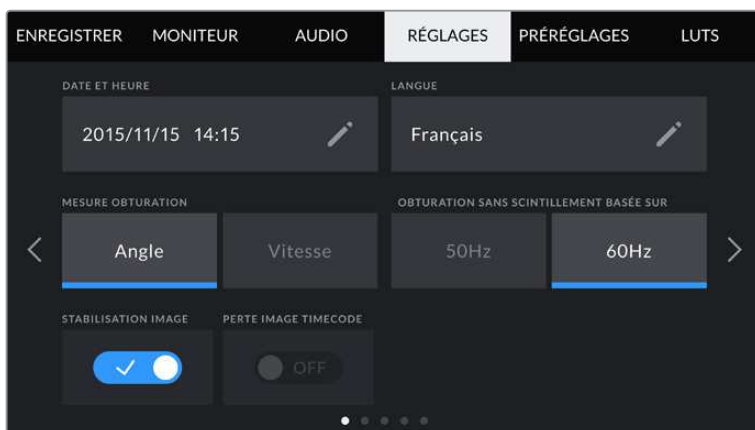 ENREGISTRER MONITEUR AUDIO RÉGLAGES PRÉRÉGLAGES LUTS
DATE ET HEURE LANGUE
2015/11/15 14:15 Français
MESURE OBTURATION OBTURATION SANS SCINTILLEMENT BASÉE SUR
Angle Vitesse 50Hz 60Hz
STABILISATION IMAGE PERTE IMAGE TIMECODE
OFF